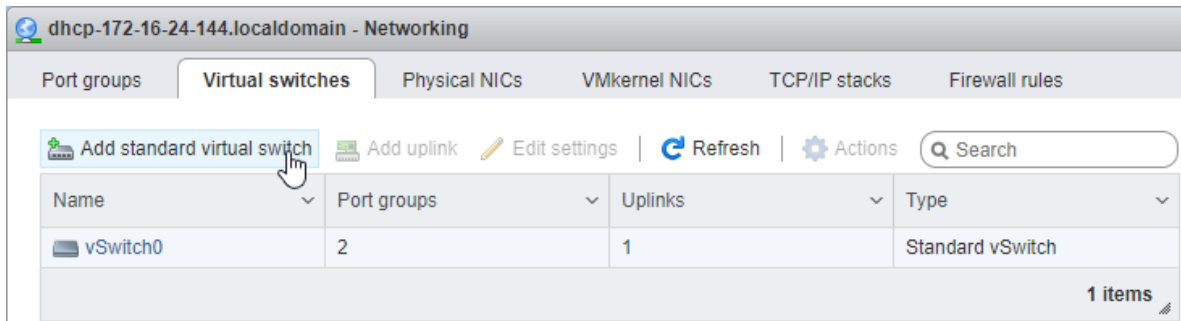 dhcp-172-16-24-144.localdomain - Networking
Port groups Virtual switches Physical NICs VMkernel NICs TCP/IP stacks Firewall rules
Add standard virtual switch Add uplink Edit settings Refresh Actions Search
Name Port groups Uplinks Type
vSwitch0 2 1 Standard vSwitch
1 items